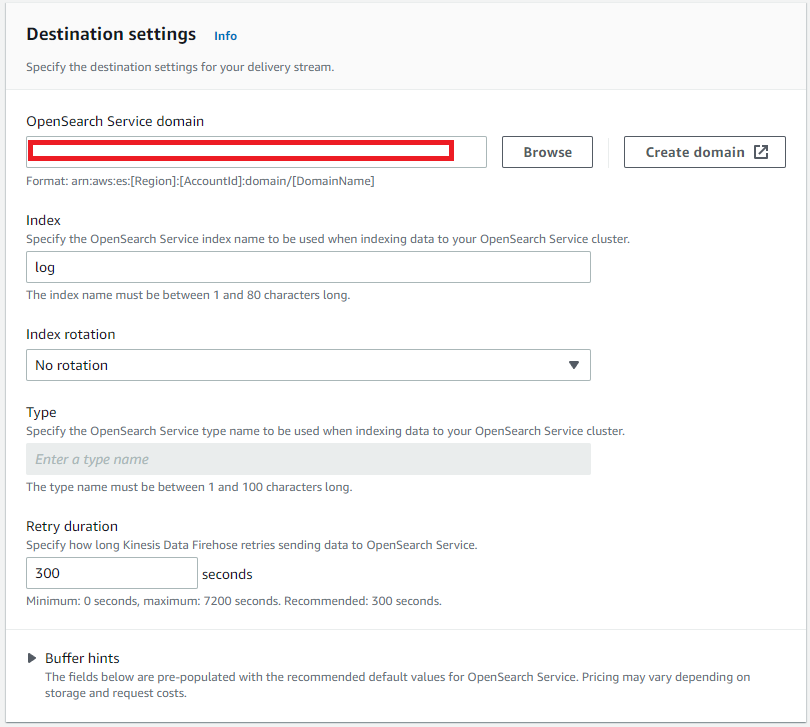 Destination settings Info
Specify the destination settings for your delivery stream.
OpenSearch Service domain
Browse
Create domain
Format: arn:aws:es:[Region]:[AccountId]:domain/[DomainName]
Index
Specify the OpenSearch Service index name to be used when indexing data to your OpenSearch Service cluster.
log
The index name must be between 1 and 80 characters long.
Index rotation
No rotation
Type
Specify the OpenSearch Service type name to be used when indexing data to your OpenSearch Service cluster.
Enter a type name
The type name must be between 1 and 100 characters long.
Retry duration
Specify how long Kinesis Data Firehose retries sending data to OpenSearch Service.
300 seconds
Minimum: 0 seconds, maximum: 7200 seconds. Recommended: 300 seconds.
Buffer hints
The fields below are pre-populated with the recommended default values for OpenSearch Service. Pricing may vary depending on
storage and request costs.